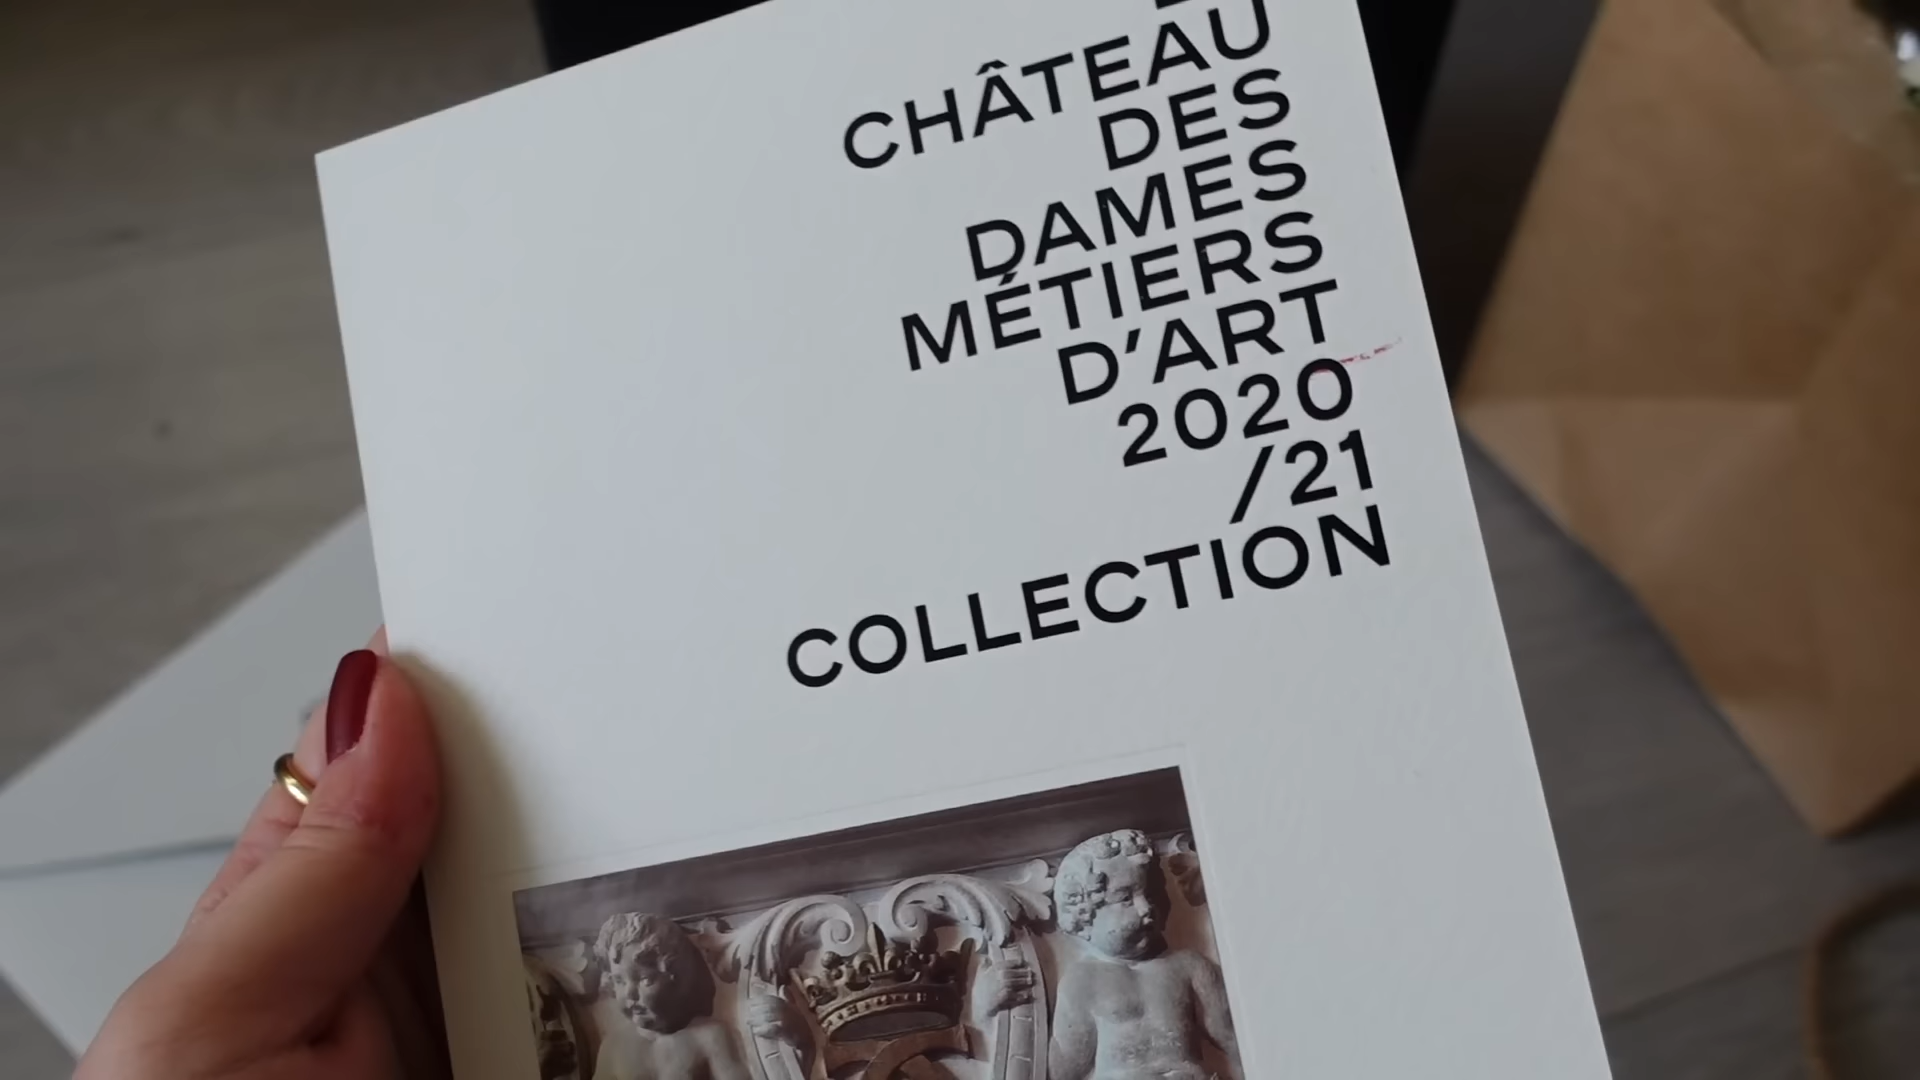 CHÂTEAU
DES
DAMES
MÉTIERS
D'ART
2020
/21
COLLECTION